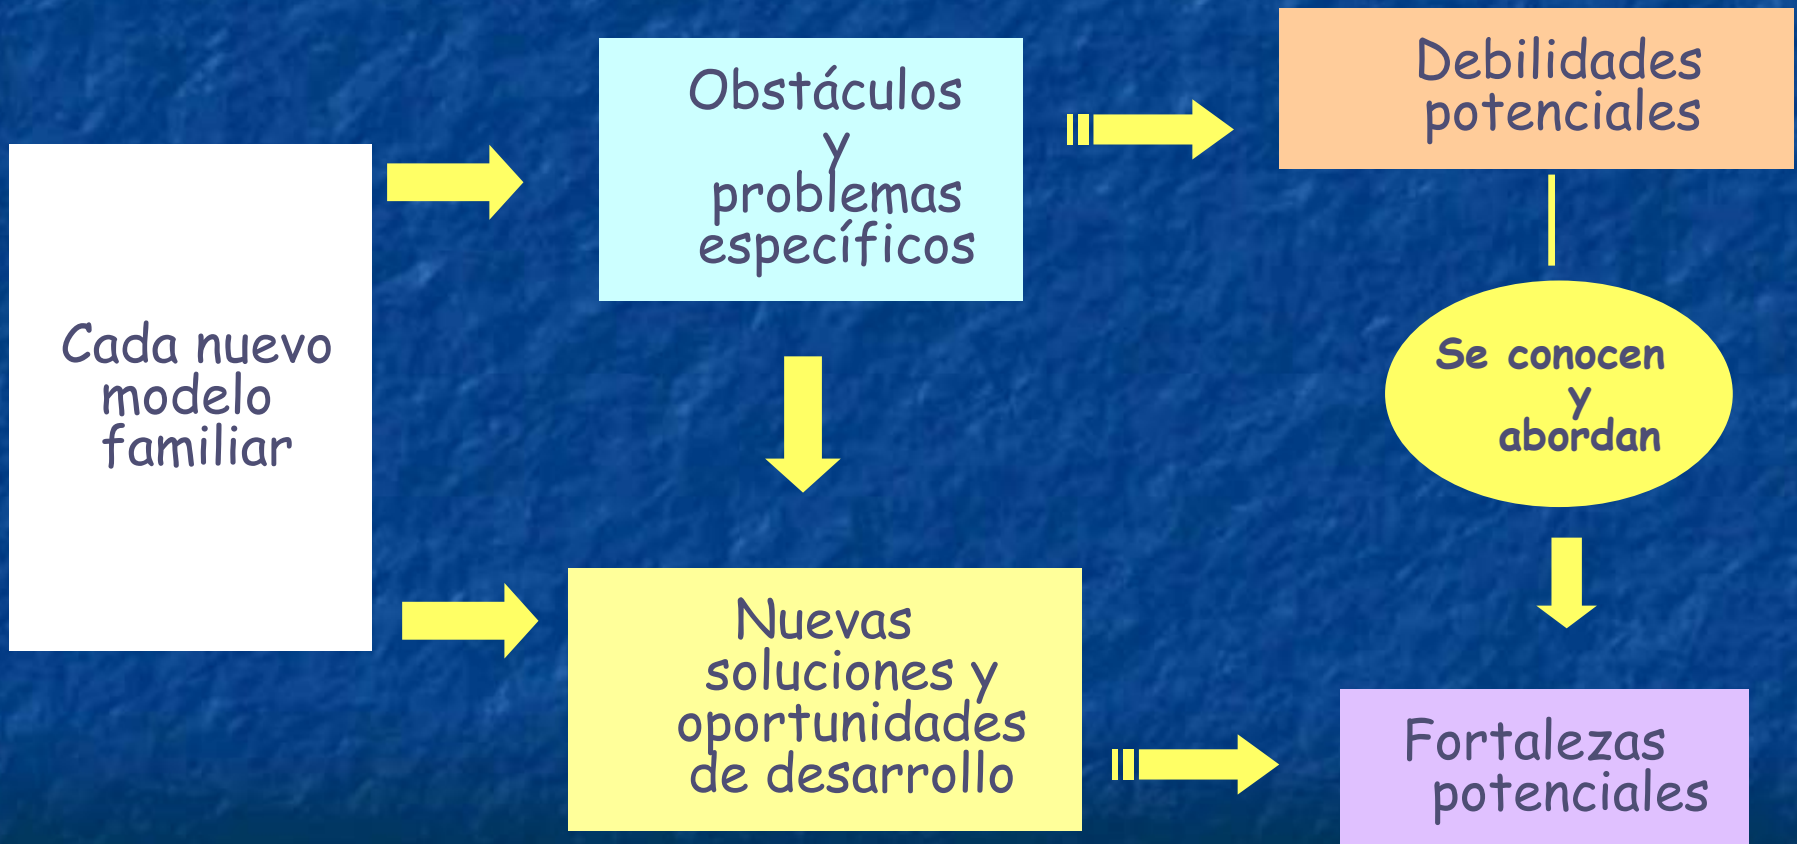 Cada nuevo
modelo
familiar
Obstáculos
y
problemas
específicos
Debilidades
potenciales
Se conocen
y
abordan
Nuevas
soluciones y
oportunidades
de desarrollo
Fortalezas
potenciales